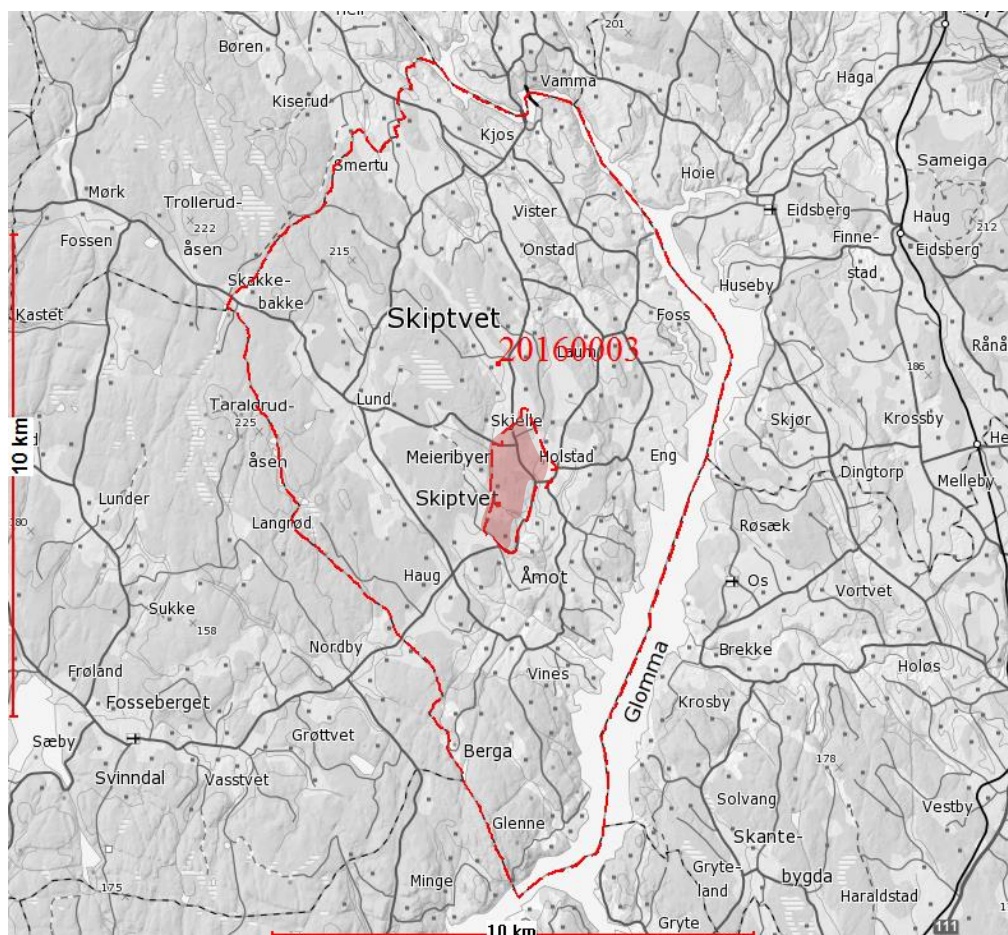 201
Børen
Vamma
Haga
Kiserud
Kjos
Smertu
Sameiga
Hoie
Mørk
Trollerud-
åsen
222
Vister
Eidsberg
Haug
212
Fossen
215
Onstad
Finne-
stad
Eidsberg
Skakke-
bakke
Huseby
Kastet
Skiptvet
Foss
20160003
Laum
Rånå
186
Lund
Taraldrud-
åsen
225
Skjelle
Skjør
Krossby
10 km
Meieribyen
Holstad
Eng
Dingtorp
Melleby
Lunder
Skiptvet
Langrød
Røsæk
180
Haug
Åmot
Os
Vortvet
Sukke
158
Nordby
Brekke
Holøs
Frøland
Vines
Glomma
Krosby
Fosseberget
Grøttvet
Sæby
Berga
178
Svinndal
Vasstvet
Solvang
Vestby
Glenne
Skante-
bygda
Minge
Gryte-
land
175
Haraldstad
Gryte
111
10 km